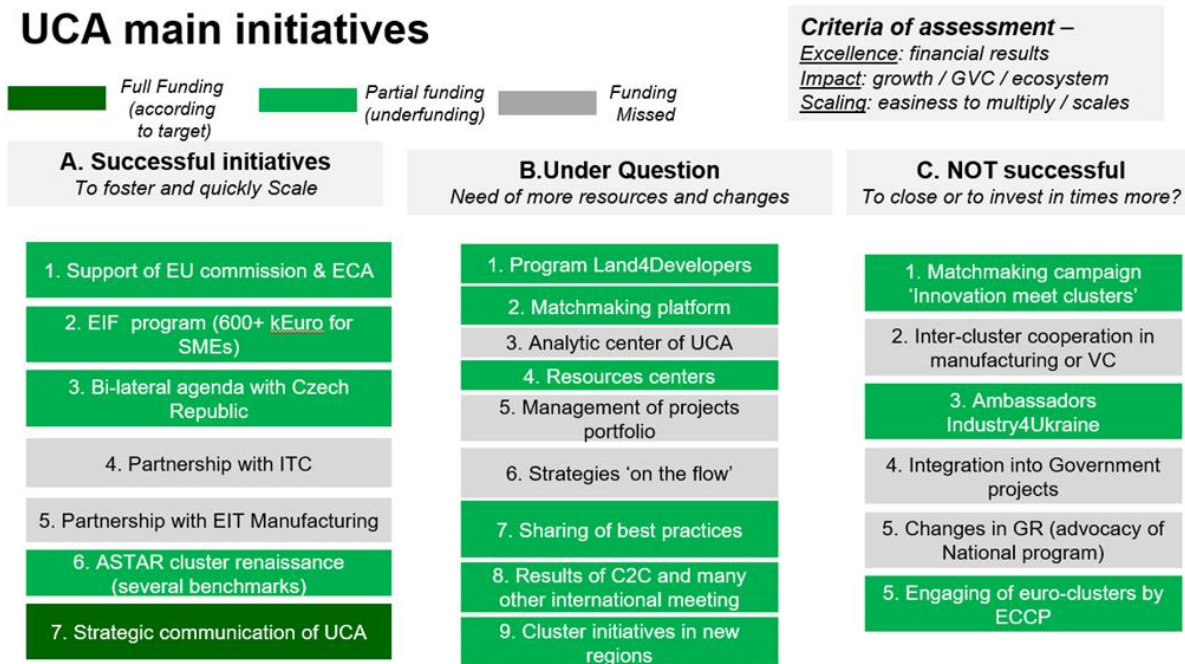 UCA main initiatives
Criteria of assessment –
Excellence: financial results
Impact: growth / GVC / ecosystem
Scaling: easiness to multiply / scales
Full Funding
(according
to target)
Partial funding
(underfunding)
Funding
Missed
A. Successful initiatives
To foster and quickly Scale
B.Under Question
Need of more resources and changes
C. NOT successful
To close or to invest in times more?
1. Support of EU commission & ECA
2. EIF program (600+ kEuro for
SMEs)
3. Bi-lateral agenda with Czech
Republic
4. Partnership with ITC
5. Partnership with EIT Manufacturing
6. ASTAR cluster renaissance
(several benchmarks)
7. Strategic communication of UCA
1. Program Land4Developers
2. Matchmaking platform
3. Analytic center of UCA
4. Resources centers
5. Management of projects
portfolio
6. Strategies ‘on the flow’
7. Sharing of best practices
8. Results of C2C and many
other international meeting
9. Cluster initiatives in new
regions
1. Matchmaking campaign
‘Innovation meet clusters’
2. Inter-cluster cooperation in
manufacturing or VC
3. Ambassadors
Industry4Ukraine
4. Integration into Government
projects
5. Changes in GR (advocacy of
National program)
5. Engaging of euro-clusters by
ECCP